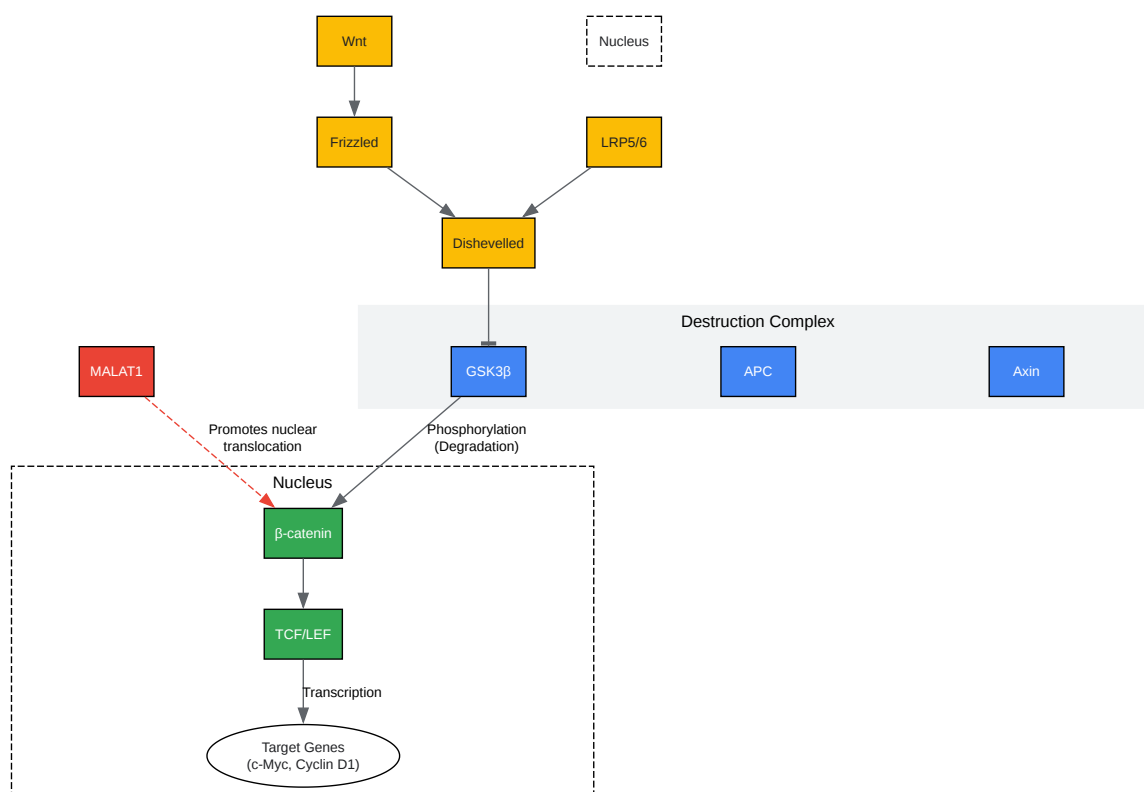 Wnt
Nucleus
Frizzled
LRP5/6
Dishevelled
Destruction Complex
MALAT1
GSK3β
APC
Axin
Promotes nuclear
translocation
Phosphorylation
(Degradation)
Nucleus
β-catenin
TCF/LEF
Transcription
Target Genes
(c-Myc, Cyclin D1)